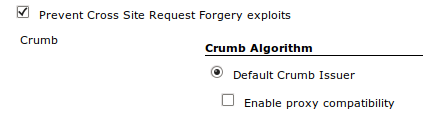 Prevent Cross Site Request Forgery exploits
Crumb
Crumb Algorithm
Default Crumb Issuer
Enable proxy compatibility